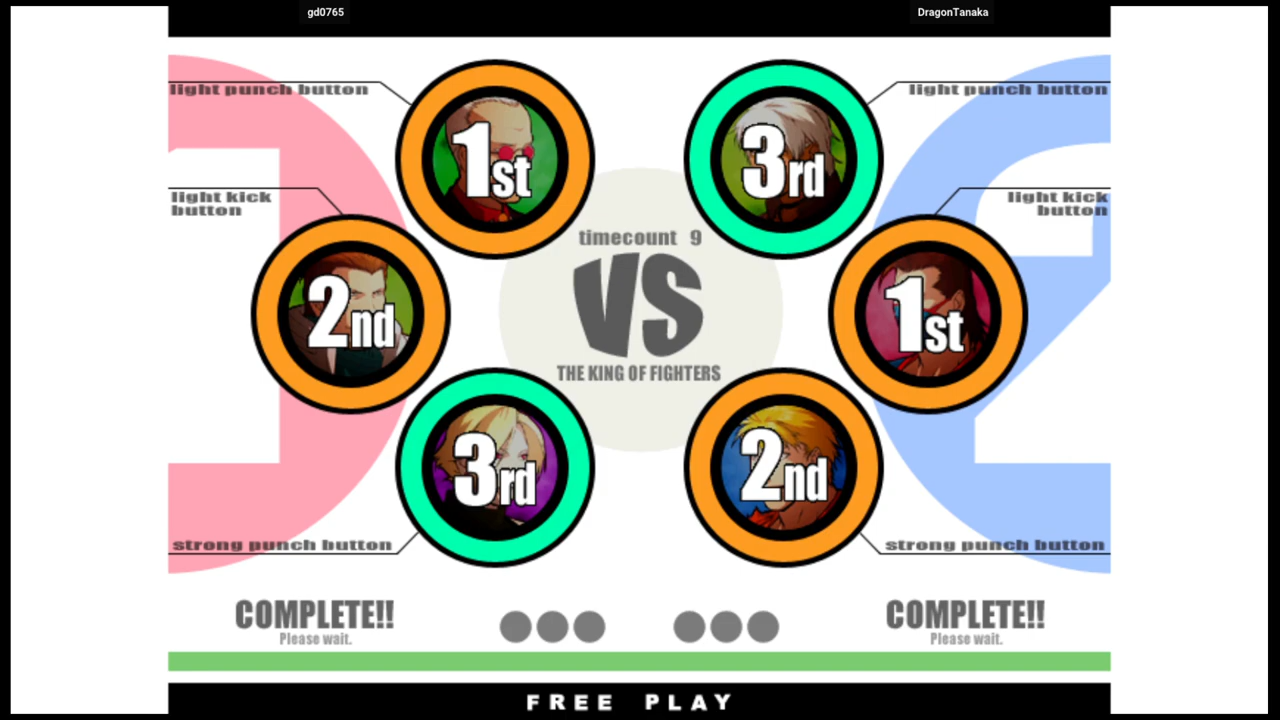 gd0765
DragonTanaka
light punch button
light punch button
1st
3rd
light kick
button
light kick
button
timecount 9
VS
THE KING OF FIGHTERS
2nd
1st
3rd
2nd
strong punch button
strong punch button
COMPLETE!!
Please wait.
COMPLETE!!
Please wait.
FREE PLAY